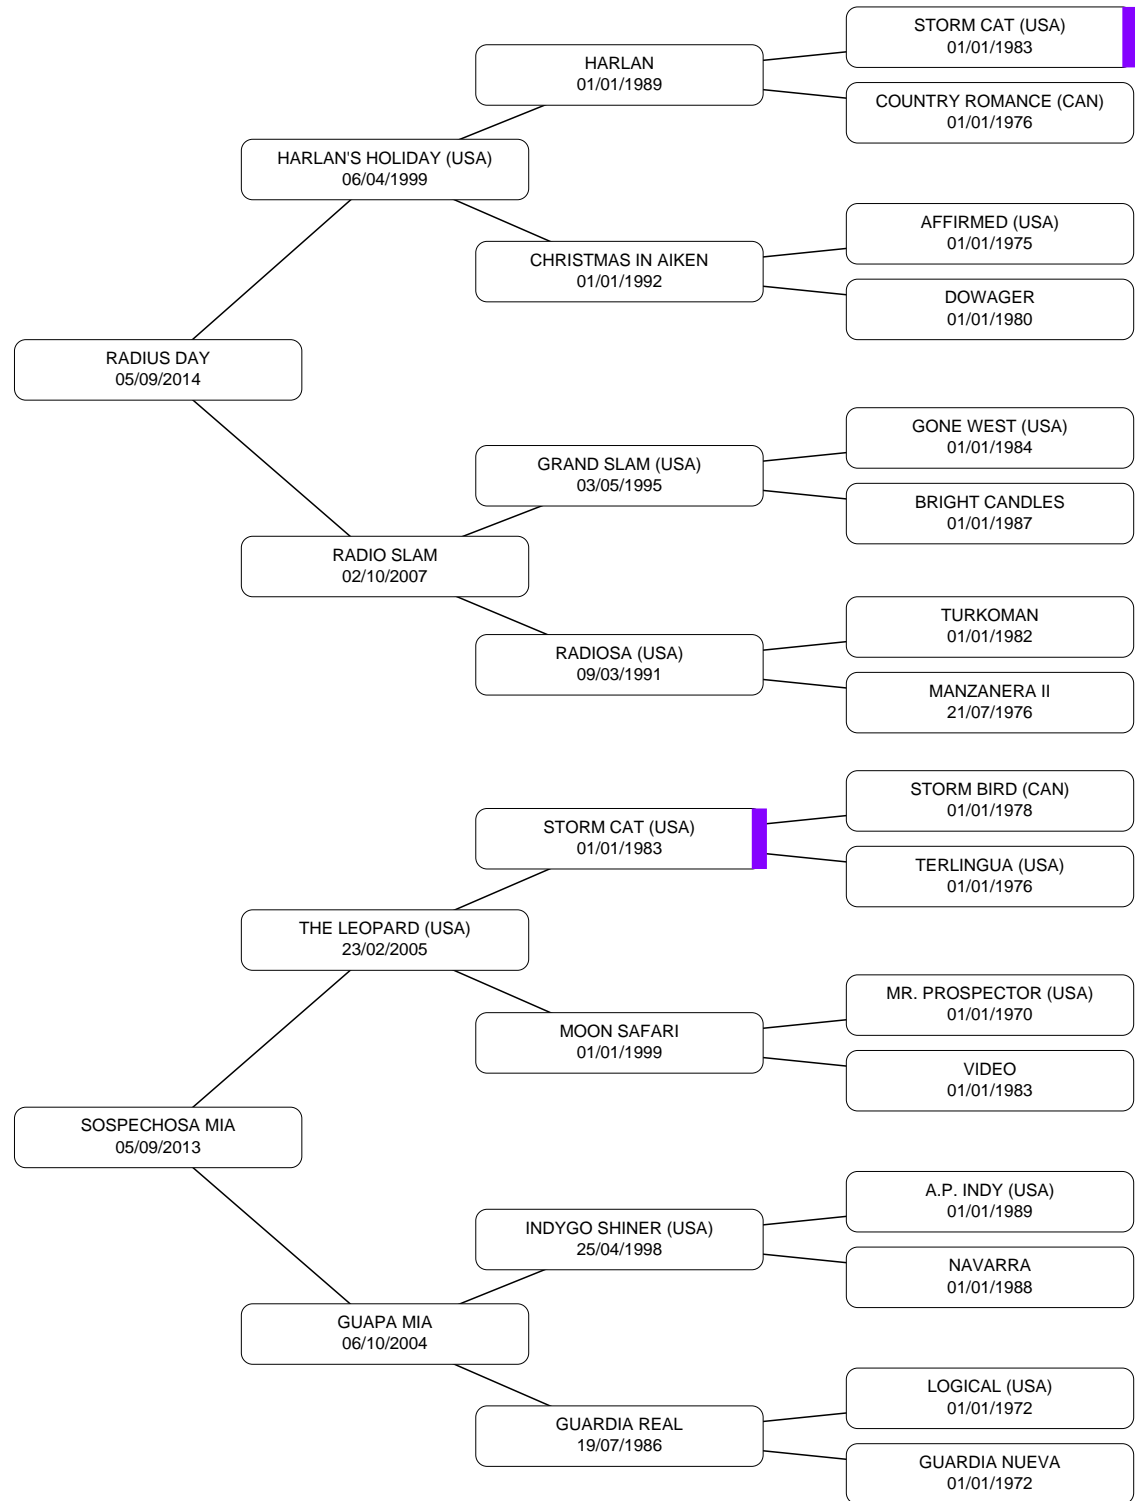 STORM CAT (USA)
01/01/1983
HARLAN
01/01/1989
COUNTRY ROMANCE (CAN)
01/01/1976
HARLAN'S HOLIDAY (USA)
06/04/1999
AFFIRMED (USA)
01/01/1975
CHRISTMAS IN AIKEN
01/01/1992
DOWAGER
01/01/1980
RADIUS DAY
05/09/2014
GONE WEST (USA)
01/01/1984
GRAND SLAM (USA)
03/05/1995
BRIGHT CANDLES
01/01/1987
RADIO SLAM
02/10/2007
TURKOMAN
01/01/1982
RADIOSA (USA)
09/03/1991
MANZANERA II
21/07/1976
STORM BIRD (CAN)
01/01/1978
STORM CAT (USA)
01/01/1983
TERLINGUA (USA)
01/01/1976
THE LEOPARD (USA)
23/02/2005
MR. PROSPECTOR (USA)
01/01/1970
MOON SAFARI
01/01/1999
VIDEO
01/01/1983
SOSPECHOSA MIA
05/09/2013
A.P. INDY (USA)
01/01/1989
INDYGO SHINER (USA)
25/04/1998
NAVARRA
01/01/1988
GUAPA MIA
06/10/2004
LOGICAL (USA)
01/01/1972
GUARDIA REAL
19/07/1986
GUARDIA NUEVA
01/01/1972